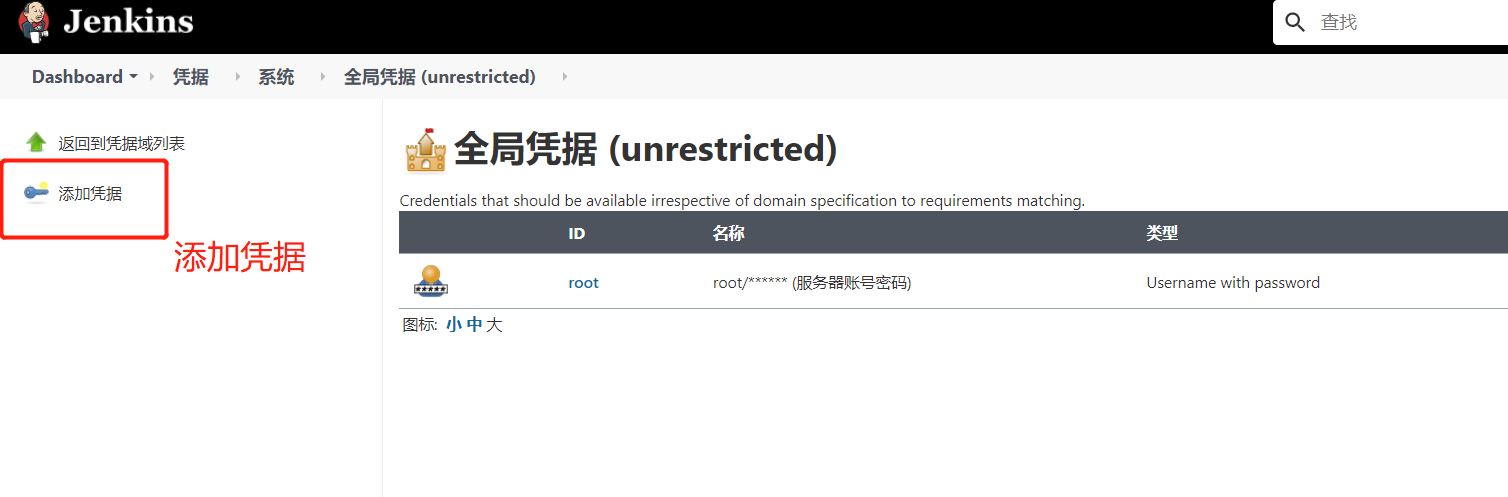 Jenkins
查找
Dashboard 凭据 系统 全局凭据 (unrestricted)
返回到凭据域列表
添加凭据
添加凭据
全局凭据 (unrestricted)
Credentials that should be available irrespective of domain specification to requirements matching.
ID 名称 类型
root root/****** (服务器账号密码) Username with password
图标: 小 中 大